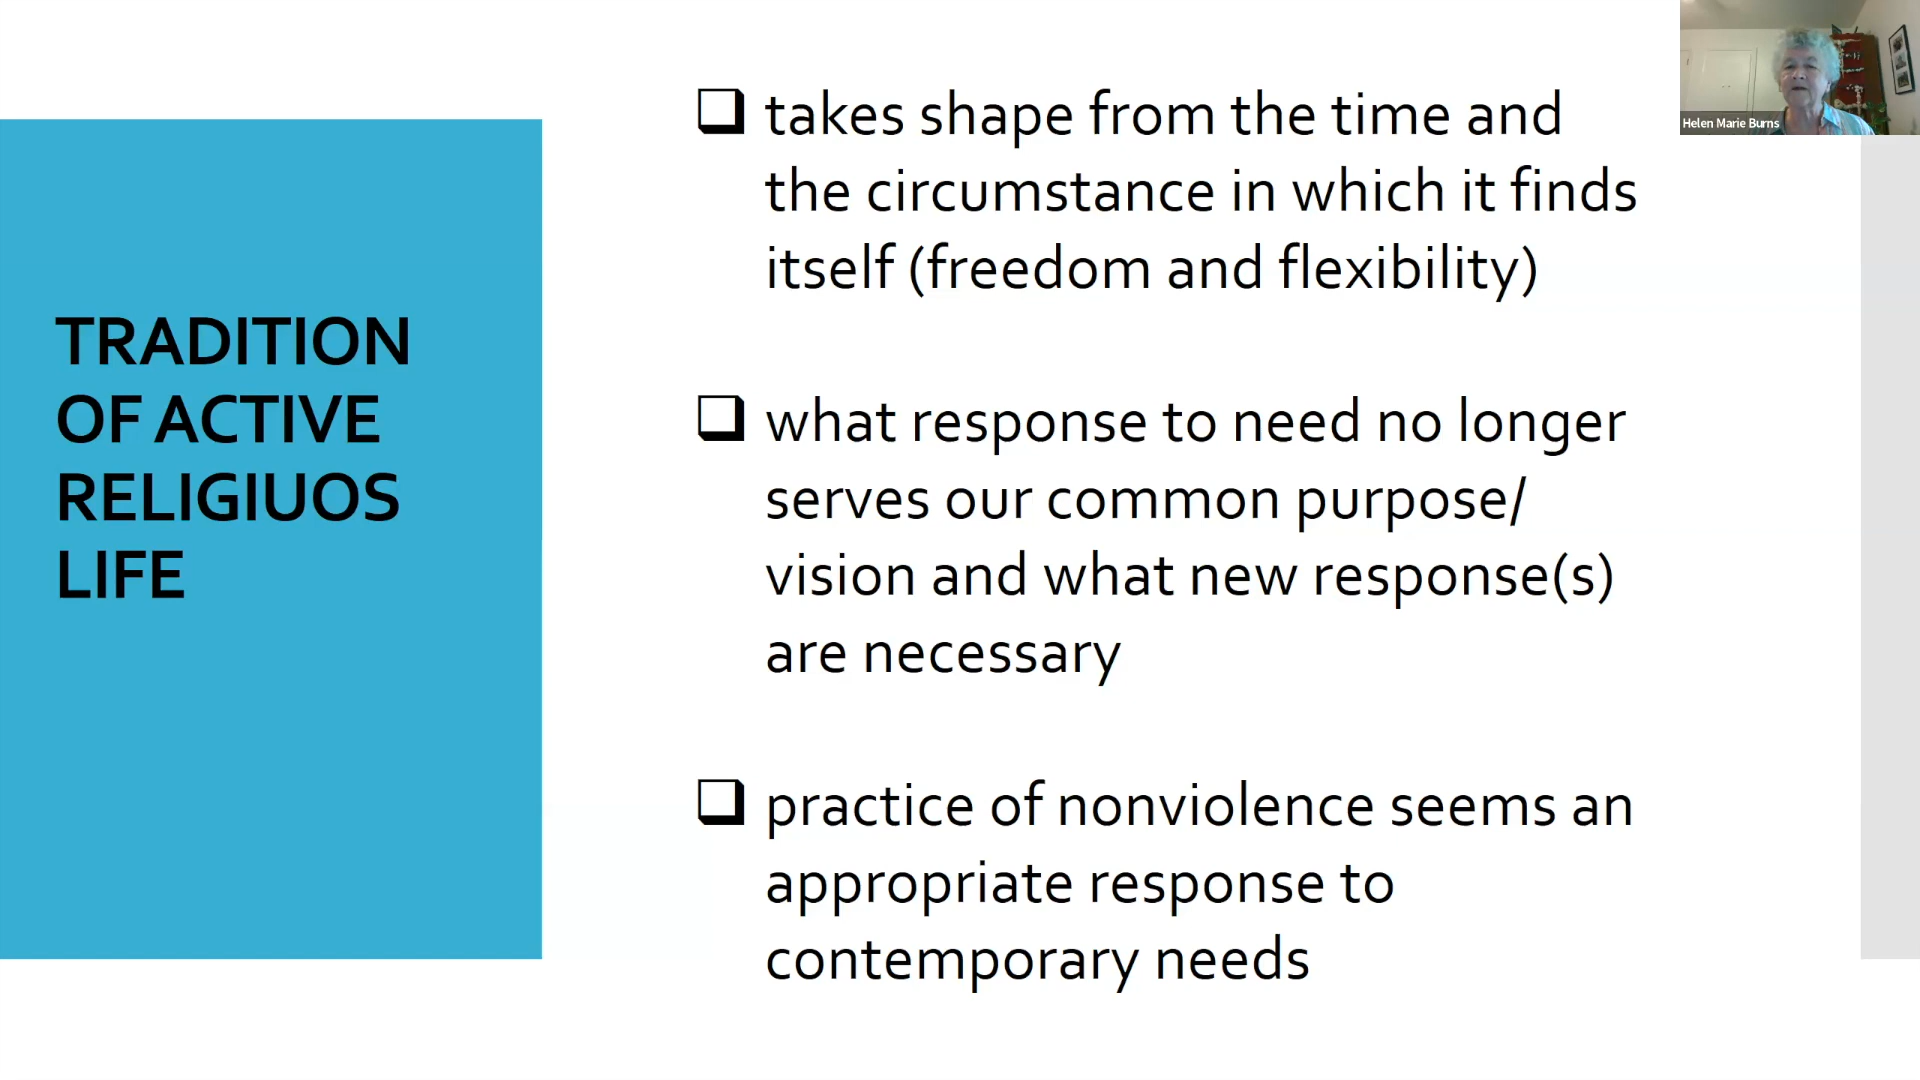 TRADITION
OF ACTIVE
RELIGIUOS
LIFE
takes shape from the time and
the circumstance in which it finds
itself (freedom and flexibility)
what response to need no longer
serves our common purpose/
vision and what new response(s)
are necessary
practice of nonviolence seems an
appropriate response to
contemporary needs
Helen Marie Burns